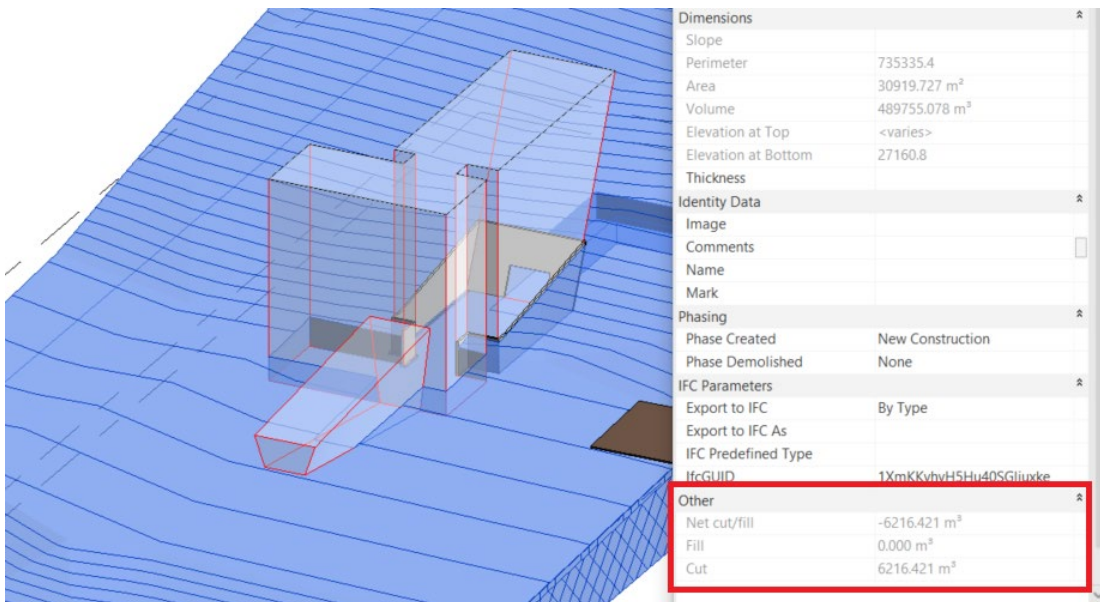 Dimensions
Slope
Perimeter 735335.4
Area 30919.727 m²
Volume 489755.078 m³
Elevation at Top <varies>
Elevation at Bottom 27160.8
Thickness
Identity Data
Image
Comments
Name
Mark
Phasing
Phase Created New Construction
Phase Demolished None
IFC Parameters
Export to IFC By Type
Export to IFC As
IFC Predefined Type
IfcGUID
Other
Net cut/fill -6216.421 m³
Fill 0.000 m³
Cut 6216.421 m³